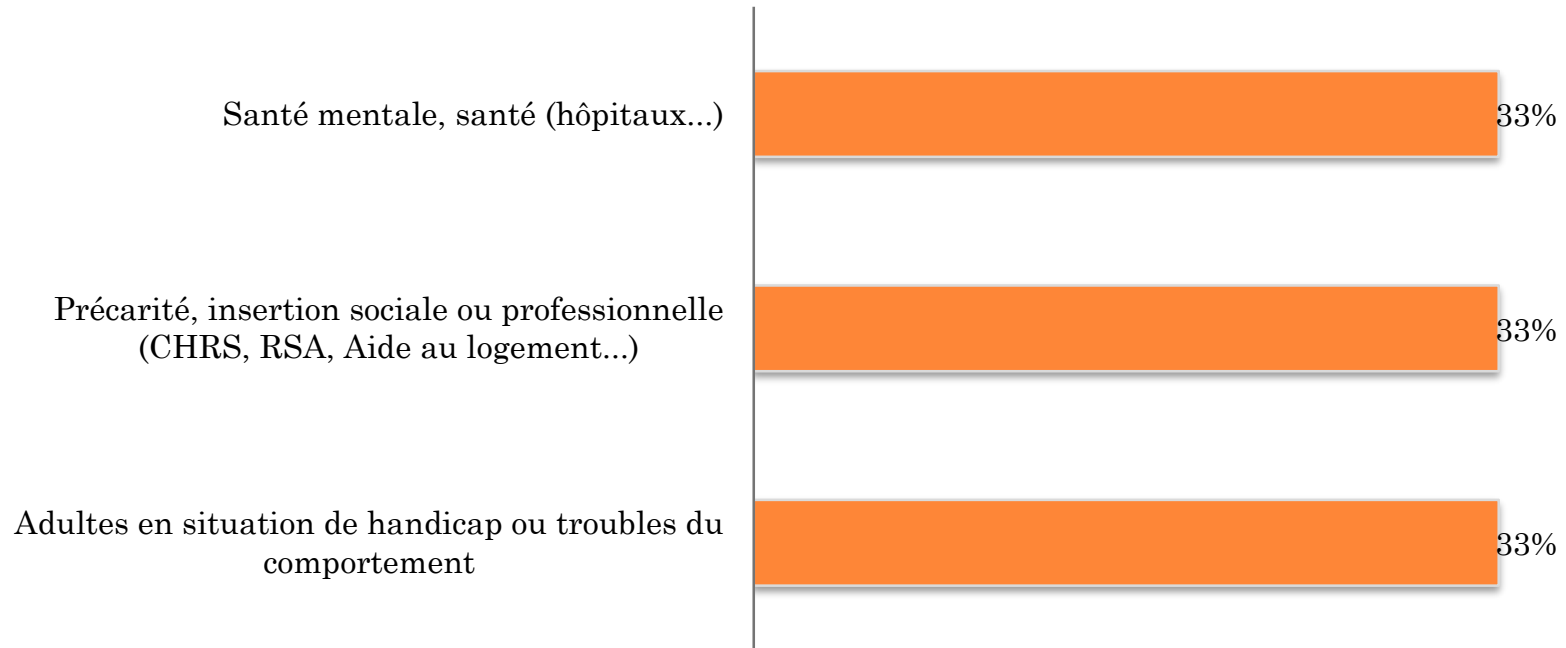 Santé mentale, santé (hôpitaux...)
33%
Précarité, insertion sociale ou professionnelle
(CHRS, RSA, Aide au logement...)
33%
Adultes en situation de handicap ou troubles du
comportement
33%